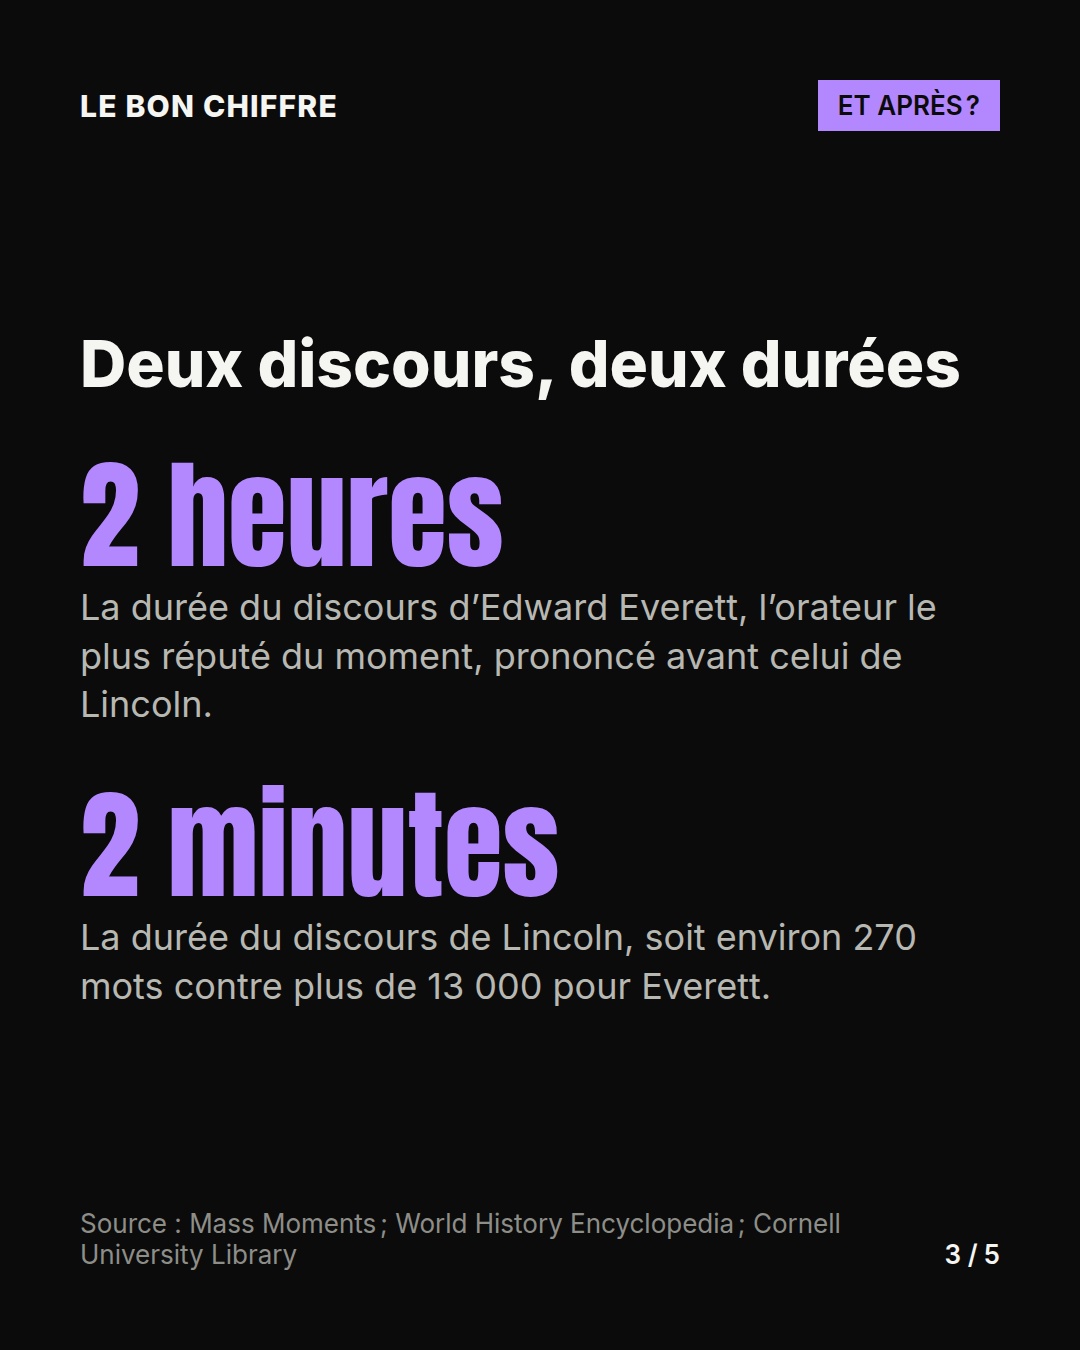 LE BON CHIFFRE
ET APRÈS ?
Deux discours, deux durées
2 heures
La durée du discours d’Edward Everett, l’orateur le
plus réputé du moment, prononcé avant celui de
Lincoln.
2 minutes
La durée du discours de Lincoln, soit environ 270
mots contre plus de 13 000 pour Everett.
Source : Mass Moments ; World History Encyclopedia ; Cornell
University Library
3 / 5